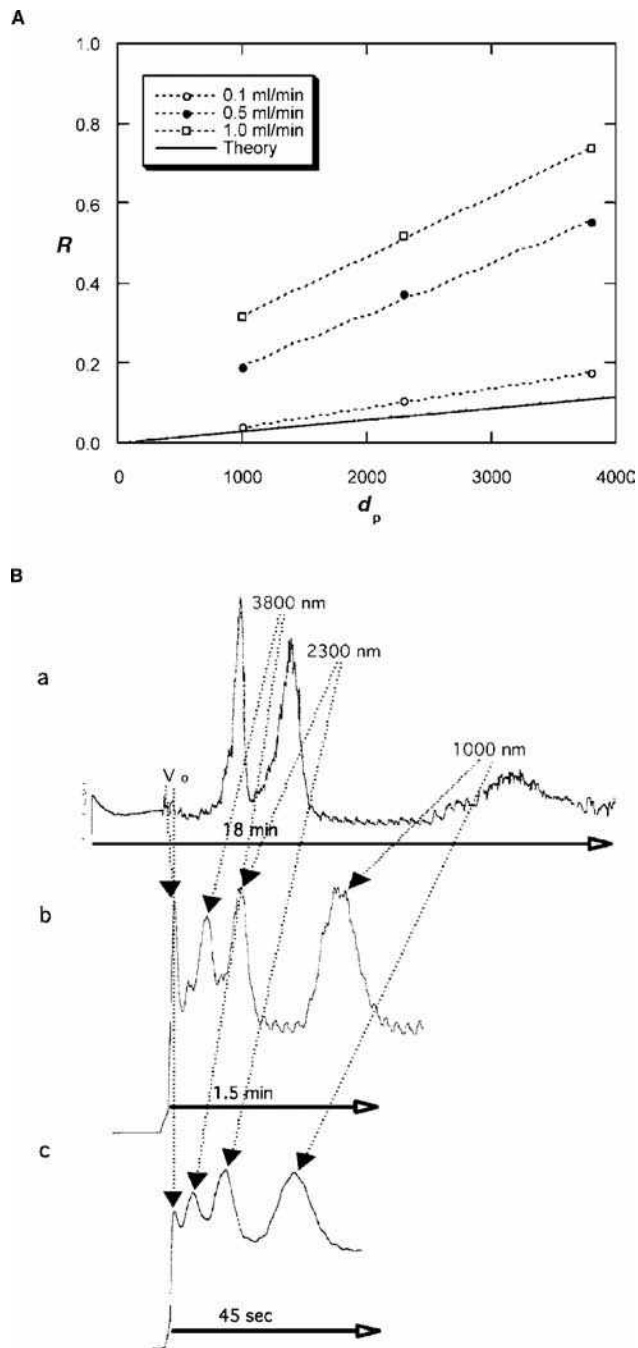 A
1.0
0.8
0.6
0.4
0.2
0.0
R
0.1 ml/min
0.5 ml/min
1.0 ml/min
Theory
0 1000 2000 3000 4000
dp
B
3800 nm
2300 nm
a
1000 nm
Vo
18 min
b
1.5 min
c
45 sec